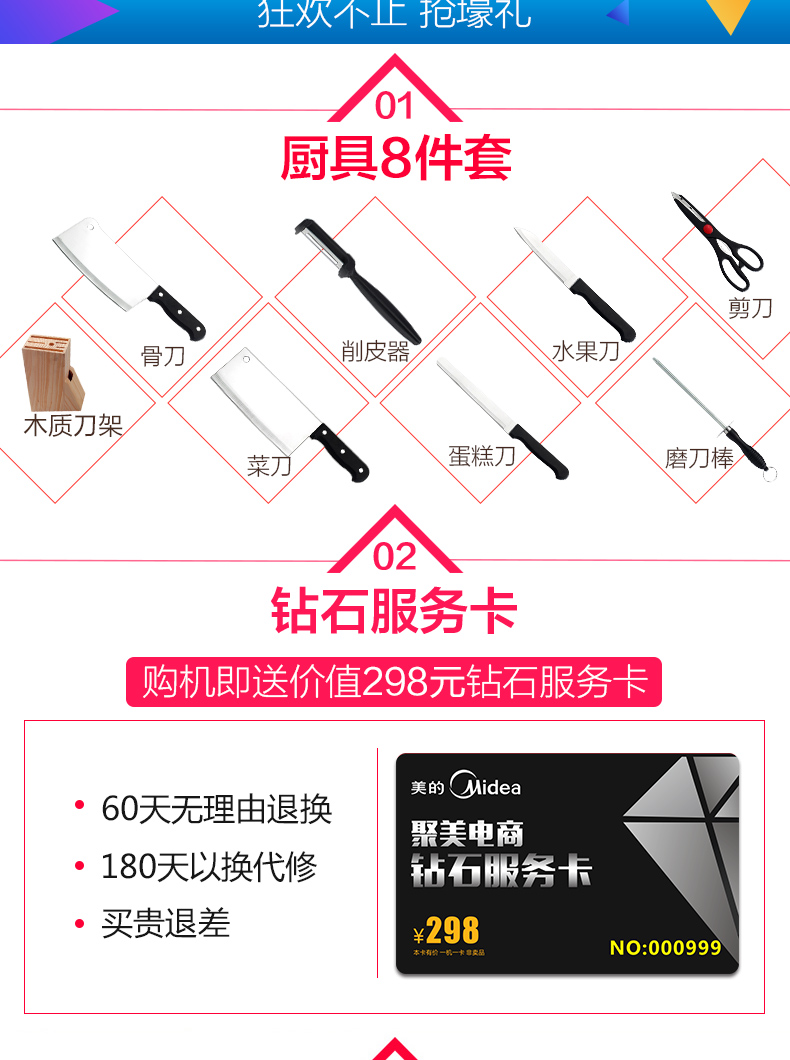 狂欢不止 抢壕礼
01
厨具8件套
剪刀
骨刀
削皮器
水果刀
木质刀架
菜刀
蛋糕刀
磨刀棒
02
钻石服务卡
购机即送价值298元钻石服务卡
60天无理由退换
180天以换代修
买贵退差
美的 Midea
聚美电商
钻石服务卡
¥298
本卡有价 一机一卡 非卖品
NO:000999